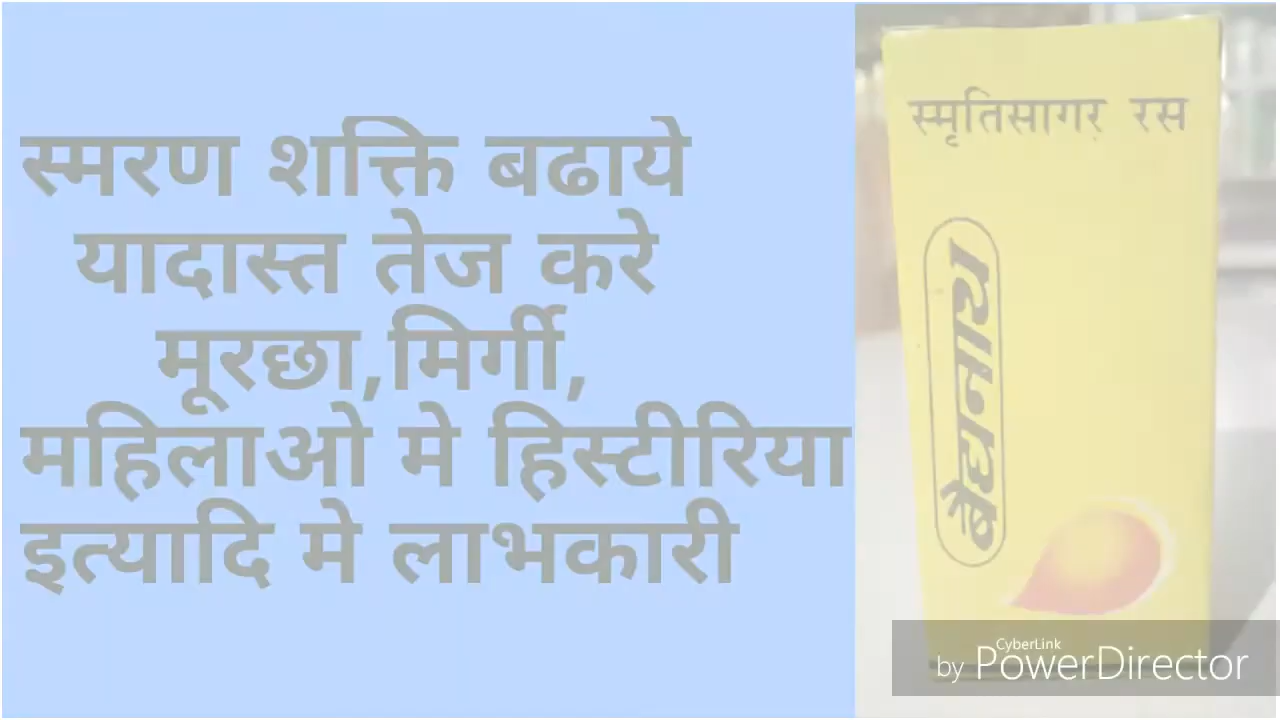 स्मरण शक्ति बढाये
यादास्त तेज करे
मूरछा,मिर्गी,
महिलाओ मे हिस्टीरिया
इत्यादि मे लाभकारी
स्मृतिसागर रस
बैद्यनाथ
CyberLink
by PowerDirector